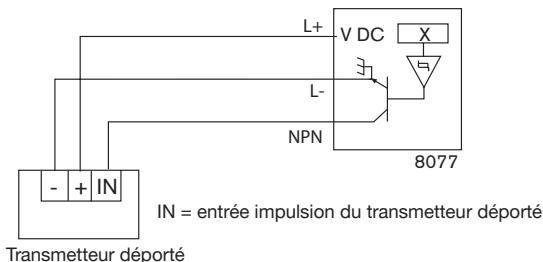 L+
V DC
X
L-
NPN
8077
- + IN
IN = entrée impulsion du transmetteur déporté
Transmetteur déporté